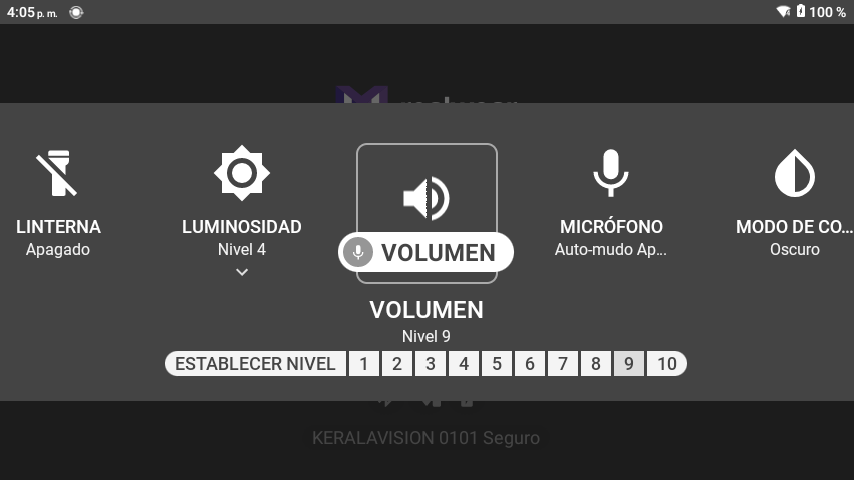 4:05 p. m.
100 %
LINTERNA
Apagado
LUMINOSIDAD
Nivel 4
VOLUMEN
MICRÓFONO
Auto-mudo Ap...
MODO DE CO...
Oscuro
VOLUMEN
Nivel 9
ESTABLECER NIVEL 1 2 3 4 5 6 7 8 9 10
KERALAVISION 0101 Seguro